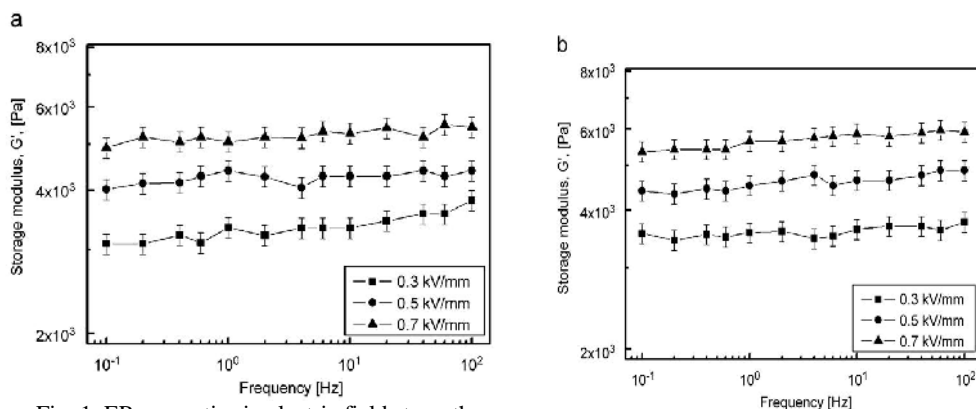 a
8x10³
6x10³
4x10³
2x10³
Storage modulus, G', [Pa]
0.3 kV/mm
0.5 kV/mm
0.7 kV/mm
10⁻¹
10⁰
10¹
10²
Frequency [Hz]
b
8x10³
6x10³
4x10³
2x10³
Storage modulus, G', [Pa]
0.3 kV/mm
0.5 kV/mm
0.7 kV/mm
10⁻¹
10⁰
10¹
10²
Frequency [Hz]